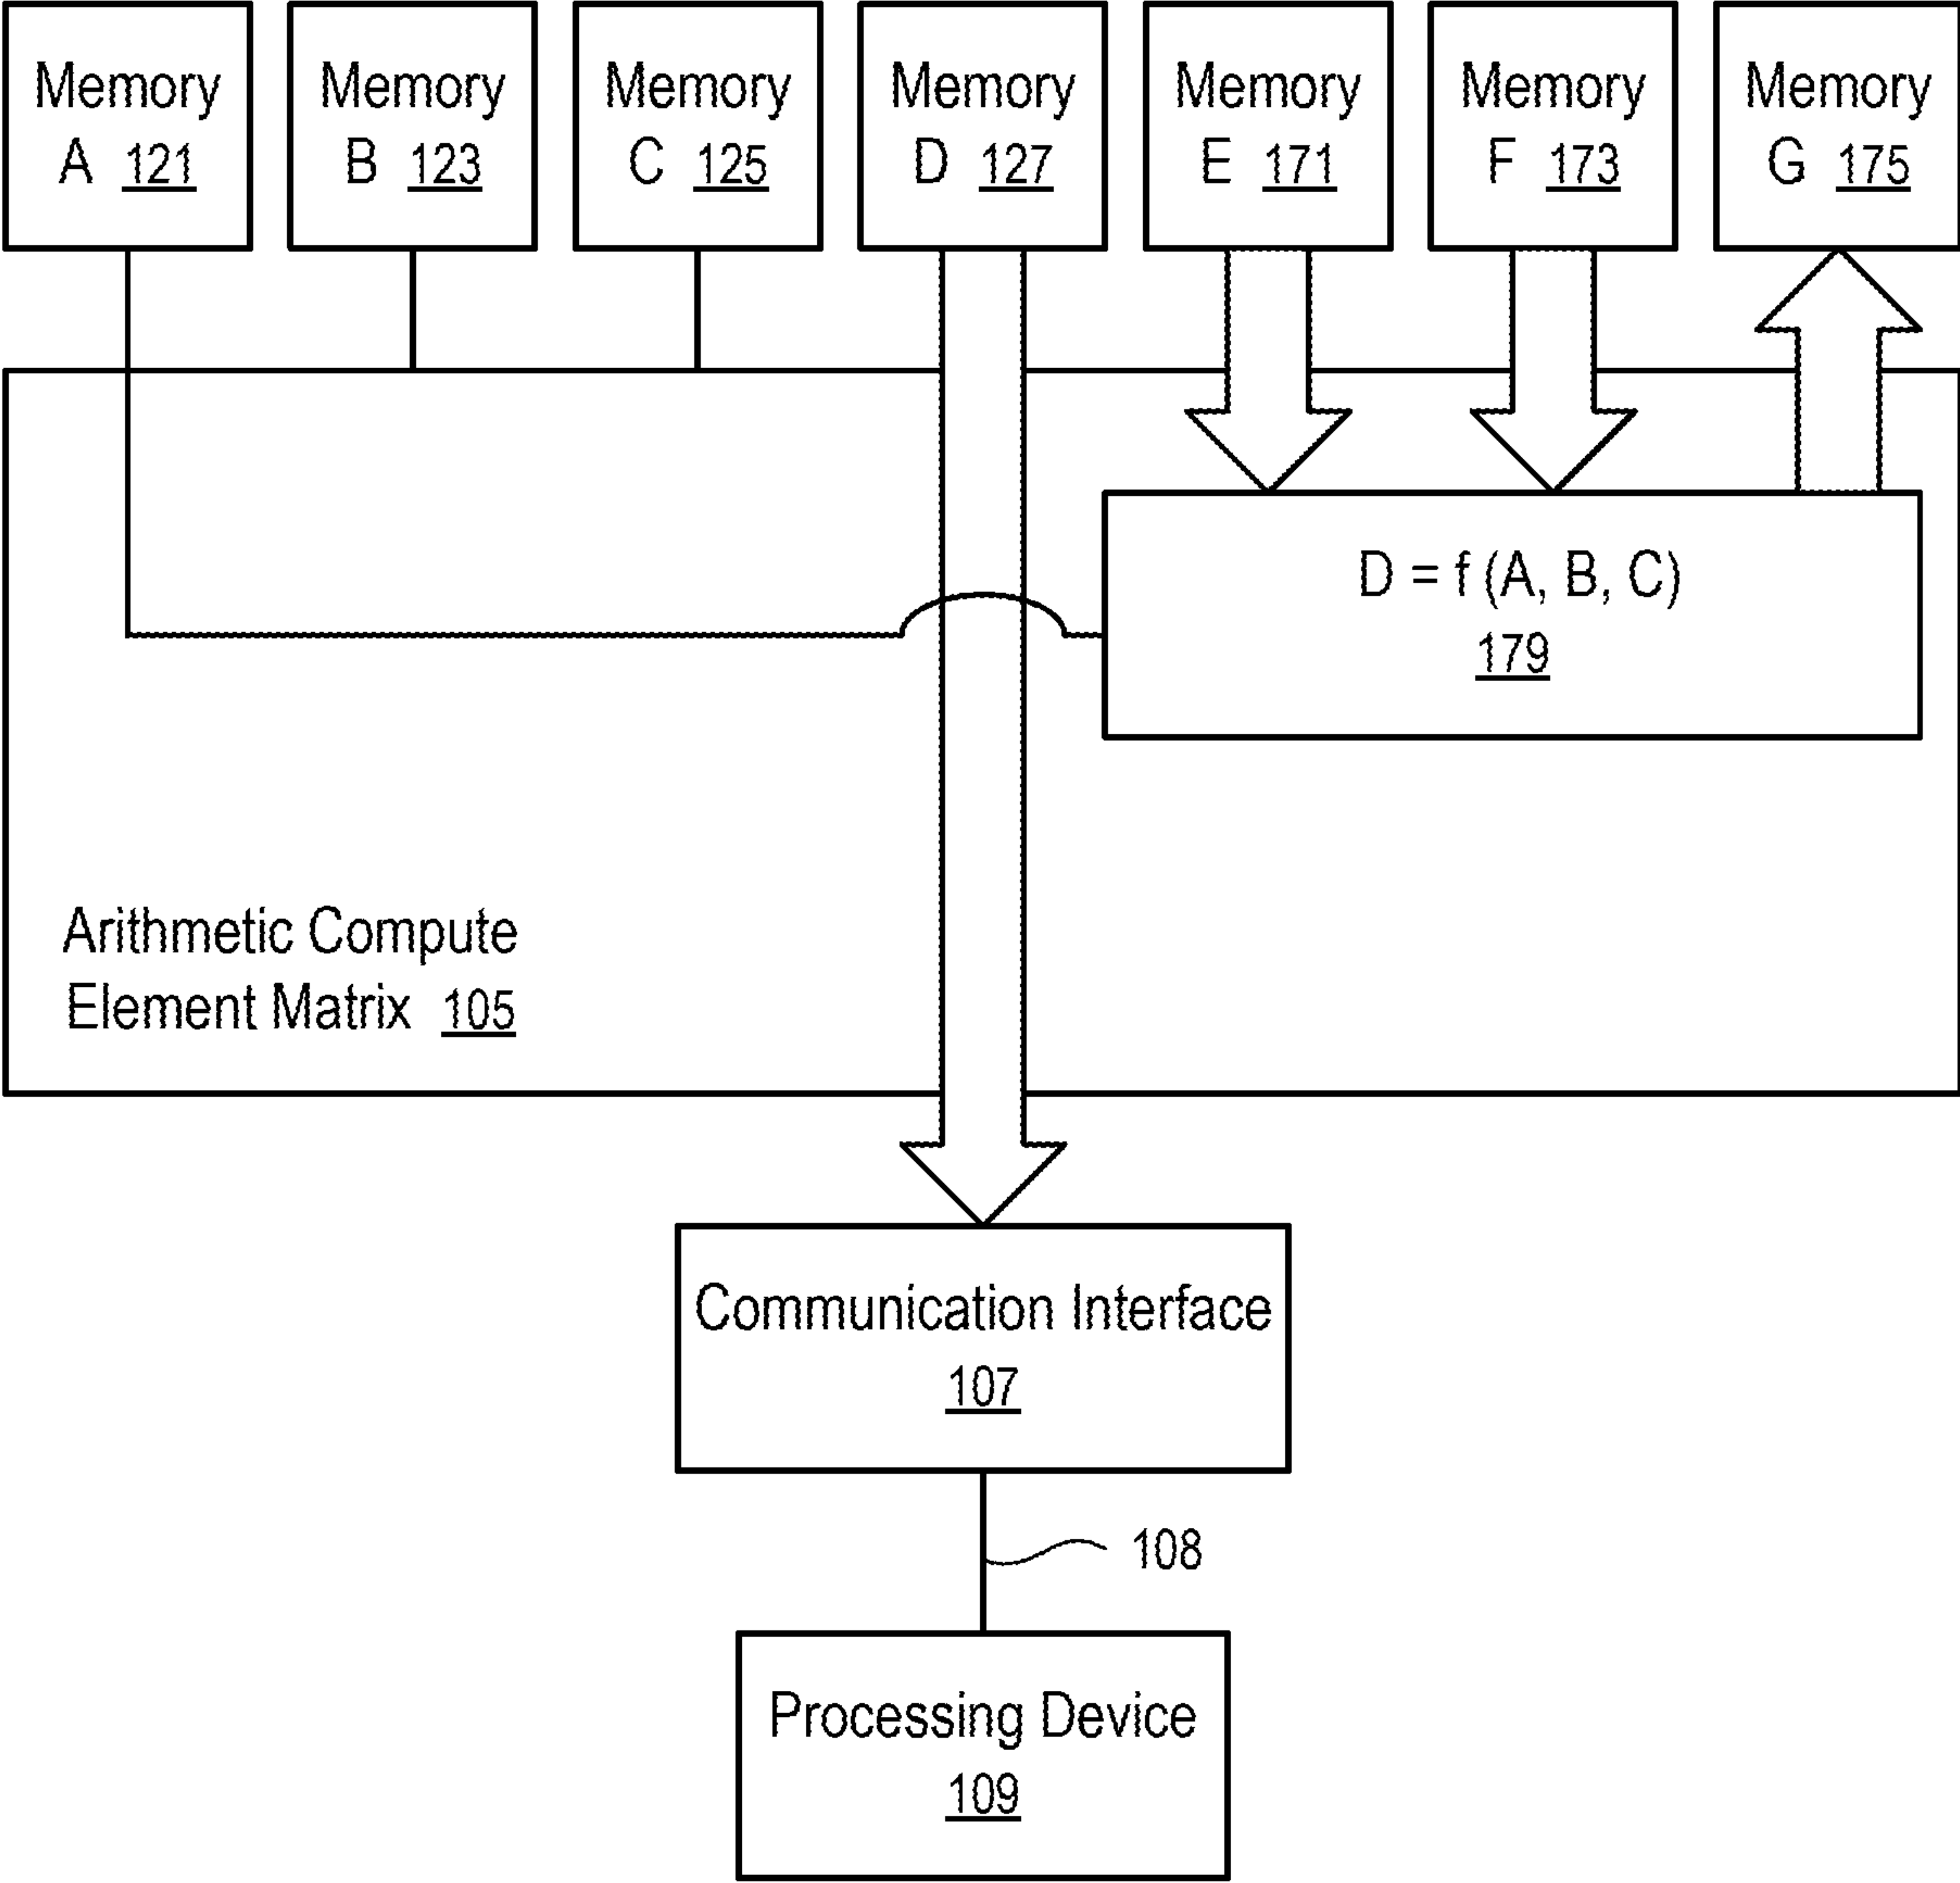 Memory
A 121
Memory
B 123
Memory
C 125
Memory
D 127
Memory
E 171
Memory
F 173
Memory
G 175
D = f (A, B, C)
179
Arithmetic Compute
Element Matrix 105
Communication Interface
107
108
Processing Device
109